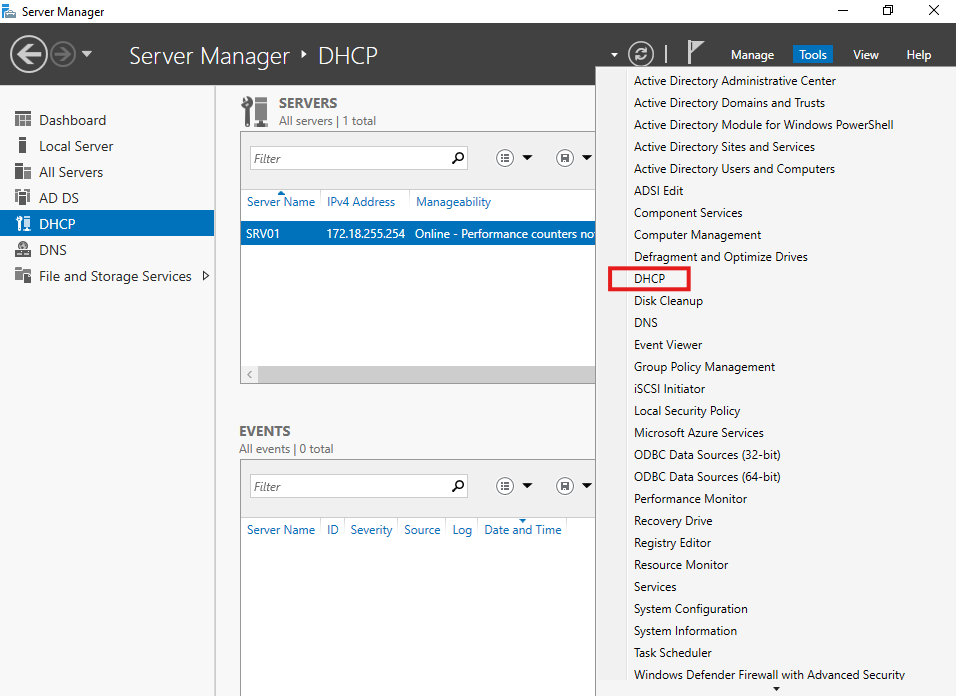 Server Manager
Server Manager ‣ DHCP
Manage Tools View Help
Dashboard
Local Server
All Servers
AD DS
DHCP
DNS
File and Storage Services
SERVERS
All servers | 1 total
Filter
Server Name IPv4 Address Manageability
SRV01 172.18.255.254 Online - Performance counters no
EVENTS
All events | 0 total
Filter
Server Name ID Severity Source Log Date and Time
Active Directory Administrative Center
Active Directory Domains and Trusts
Active Directory Module for Windows PowerShell
Active Directory Sites and Services
Active Directory Users and Computers
ADSI Edit
Component Services
Computer Management
Defragment and Optimize Drives
DHCP
Disk Cleanup
DNS
Event Viewer
Group Policy Management
iSCSI Initiator
Local Security Policy
Microsoft Azure Services
ODBC Data Sources (32-bit)
ODBC Data Sources (64-bit)
Performance Monitor
Recovery Drive
Registry Editor
Resource Monitor
Services
System Configuration
System Information
Task Scheduler
Windows Defender Firewall with Advanced Security